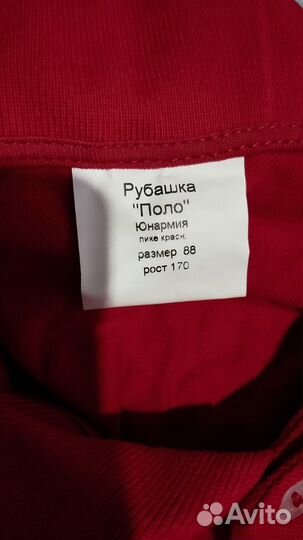 Рубашка
"Поло"
Юнармия
пике красн.
размер 88
рост 170
Avito